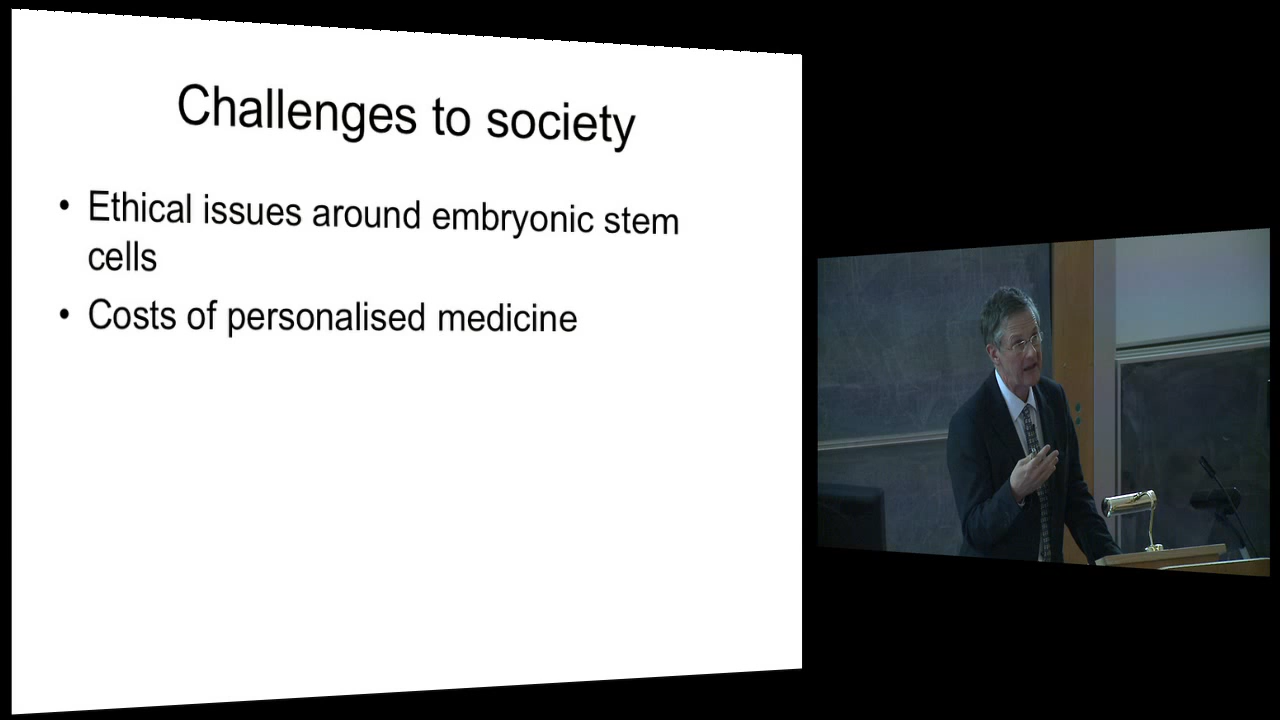 Challenges to society
• Ethical issues around embryonic stem
cells
• Costs of personalised medicine